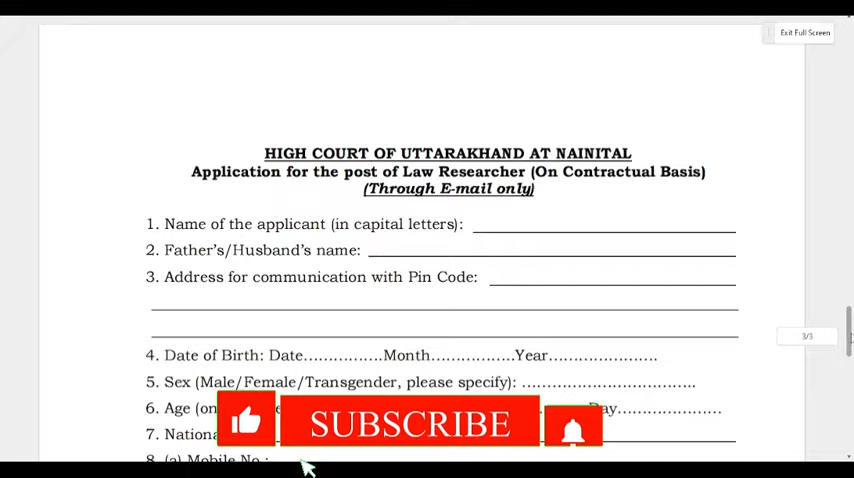 Exit Full Screen
HIGH COURT OF UTTARAKHAND AT NAINITAL
Application for the post of Law Researcher (On Contractual Basis)
(Through E-mail only)
1. Name of the applicant (in capital letters):
2. Father's/Husband's name:
3. Address for communication with Pin Code:
3/3
4. Date of Birth: Date................Month.................Year......................
5. Sex (Male/Female/Transgender, please specify): ..................................
6. Age (on Day.....................
7. Nationa
SUBSCRIBE
8. (a) Mobile No.: